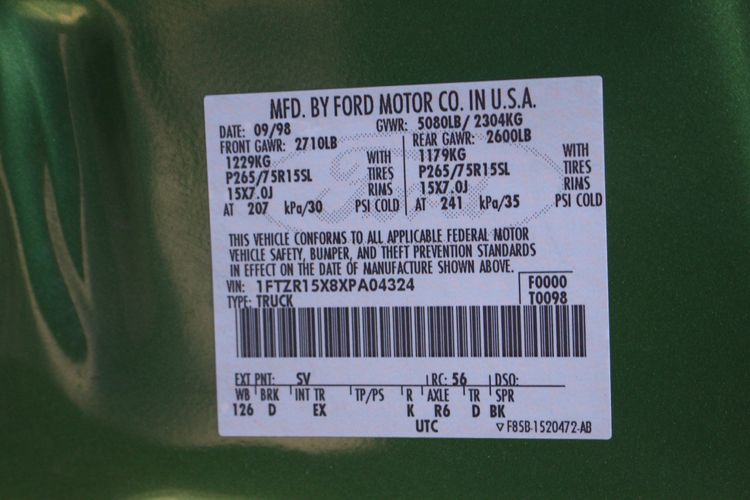 MFD. BY FORD MOTOR CO. IN U.S.A.
DATE: 09/98 GVWR: 5080LB/ 2304KG
FRONT GAWR: 2710LB REAR GAWR: 2600LB
1229KG WITH 1179KG WITH
P265/75R15SL TIRES P265/75R15SL TIRES
15X7.0J RIMS 15X7.0J RIMS
AT 207 kPa/30 PSI COLD AT 241 kPa/35 PSI COLD
Ford
THIS VEHICLE CONFORMS TO ALL APPLICABLE FEDERAL MOTOR
VEHICLE SAFETY, BUMPER, AND THEFT PREVENTION STANDARDS
IN EFFECT ON THE DATE OF MANUFACTURE SHOWN ABOVE.
VIN: 1FTZR15X8XPA04324 F0000
TYPE: TRUCK T0098
EXT PNT: SV RC: 56 DSO:
WB BRK INT TR TP/PS R AXLE TR SPR
126 D EX K R6 D BK
UTC ▽ F85B-1520472-AB